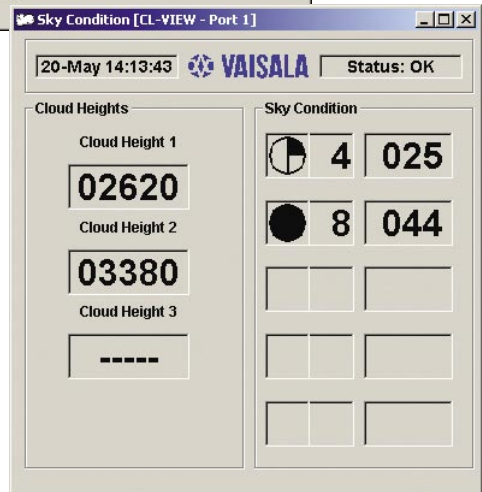 Sky Condition [CL-VIEW - Port 1]
20-May 14:13:43 VAISALA Status: OK
Cloud Heights
Cloud Height 1
02620
Cloud Height 2
03380
Cloud Height 3
-----
Sky Condition
4 025
8 044